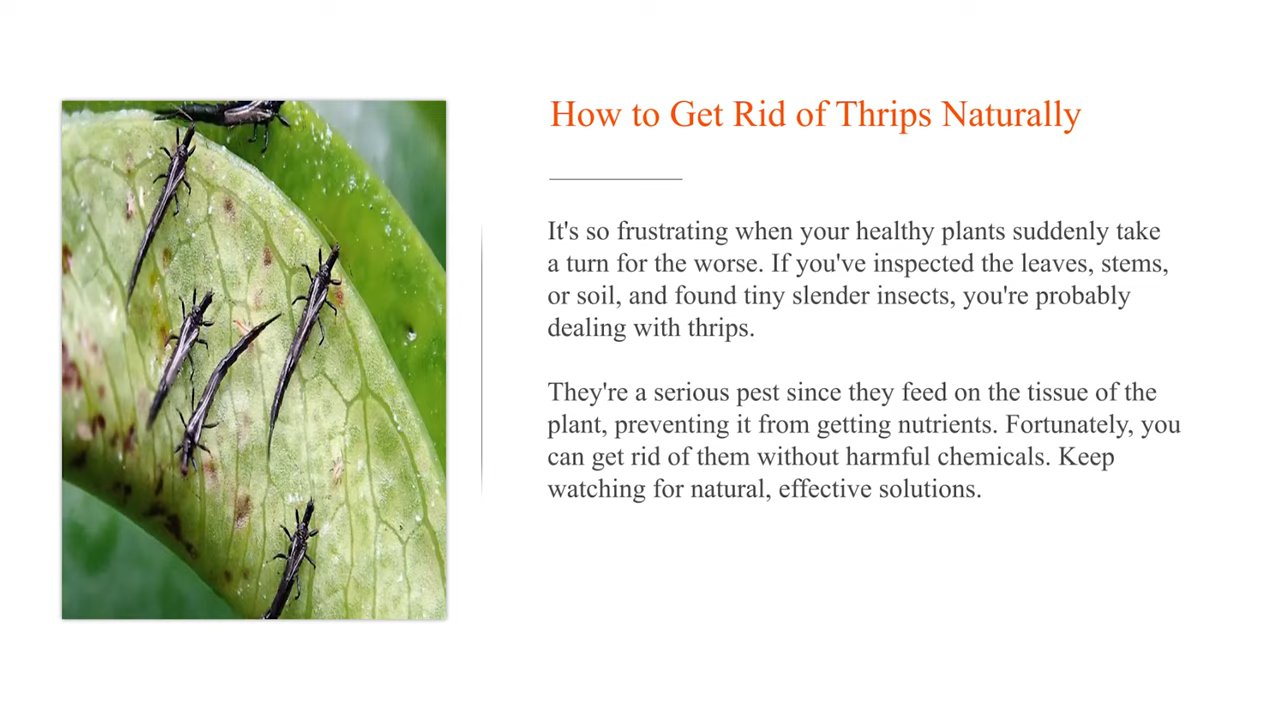 How to Get Rid of Thrips Naturally
It's so frustrating when your healthy plants suddenly take
a turn for the worse. If you've inspected the leaves, stems,
or soil, and found tiny slender insects, you're probably
dealing with thrips.
They're a serious pest since they feed on the tissue of the
plant, preventing it from getting nutrients. Fortunately, you
can get rid of them without harmful chemicals. Keep
watching for natural, effective solutions.